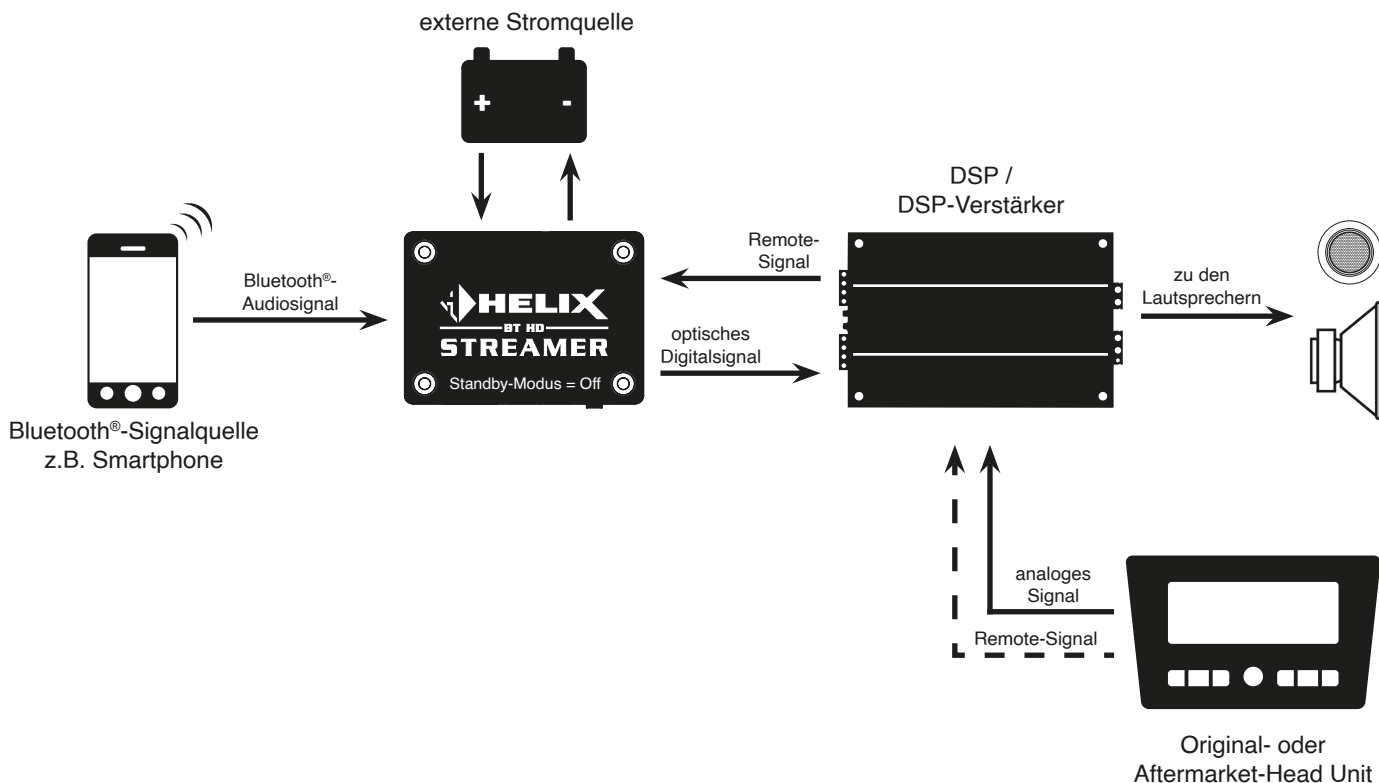 externe Stromquelle
+ -
DSP /
DSP-Verstärker
Remote-
Signal
zu den
Lautsprechern
Bluetooth®-
Audiosignal
HELIX
BT HD
STREAMER
Standby-Modus = Off
optisches
Digitalsignal
Bluetooth®-Signalquelle
z.B. Smartphone
analoges
Signal
Remote-Signal
Original- oder
Aftermarket-Head Unit